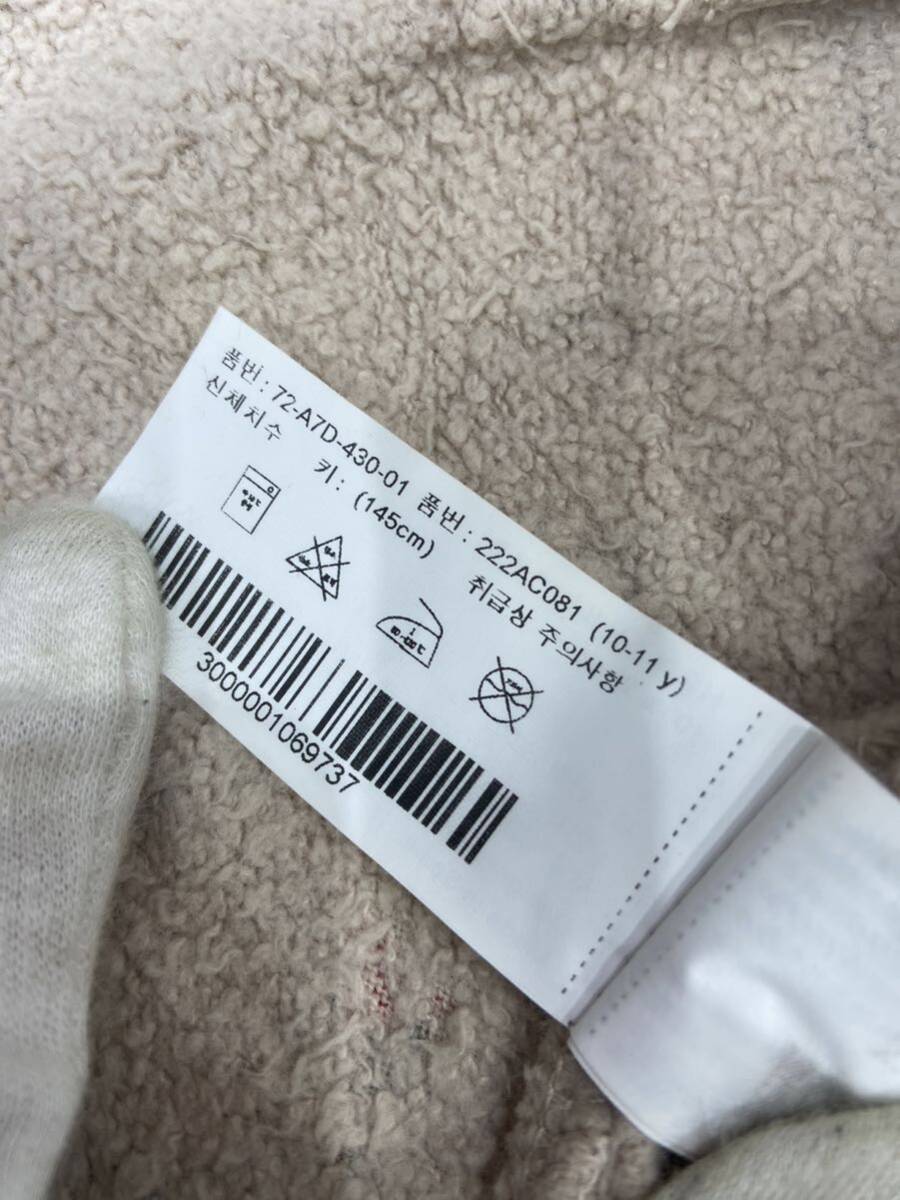 품번: 72-A7D-430-01 품번: 222AC081 (10-11 y)
신체치수 키: (145cm) 취급상 주의사항
3000001069737